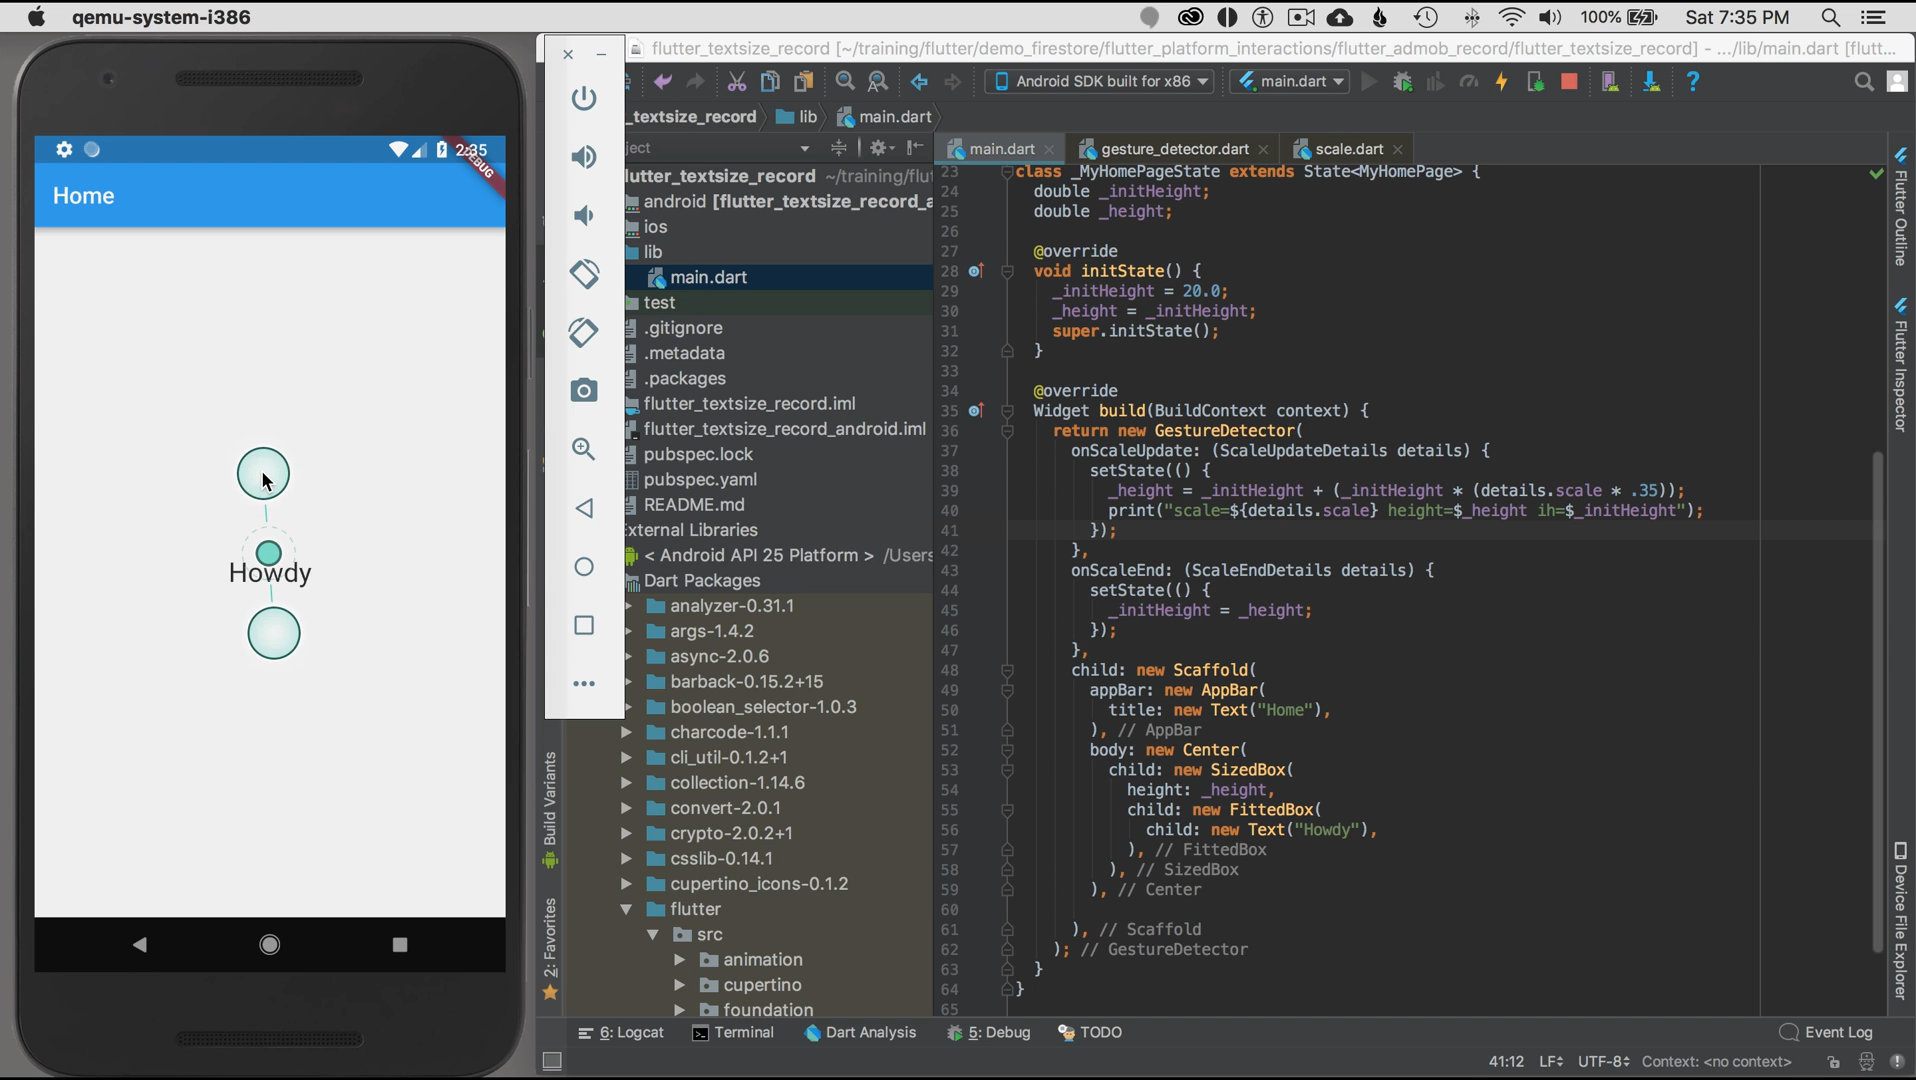 qemu-system-i386
100%
Sat 7:35 PM
flutter_textsize_record [~/training/flutter/demo_firestore/flutter_platform_interactions/flutter_admob_record/flutter_textsize_record] - .../lib/main.dart [flutt...
Android SDK built for x86
main.dart
_textsize_record
lib
main.dart
ject
main.dart
gesture_detector.dart
scale.dart
2:35
DEBUG
Home
Howdy
lutter_textsize_record ~/training/flut
android [flutter_textsize_record_a
ios
lib
main.dart
test
.gitignore
.metadata
.packages
flutter_textsize_record.iml
flutter_textsize_record_android.iml
pubspec.lock
pubspec.yaml
README.md
External Libraries
< Android API 25 Platform > /Users
Dart Packages
analyzer-0.31.1
args-1.4.2
async-2.0.6
barback-0.15.2+15
boolean_selector-1.0.3
charcode-1.1.1
cli_util-0.1.2+1
collection-1.14.6
convert-2.0.1
crypto-2.0.2+1
csslib-0.14.1
cupertino_icons-0.1.2
flutter
src
animation
cupertino
foundation
Build Variants
2: Favorites
23 class _MyHomePageState extends State<MyHomePage> {
24 double _initHeight;
25 double _height;
26
27 @override
28 void initState() {
29 _initHeight = 20.0;
30 _height = _initHeight;
31 super.initState();
32 }
33
34 @override
35 Widget build(BuildContext context) {
36 return new GestureDetector(
37 onScaleUpdate: (ScaleUpdateDetails details) {
38 setState(() {
39 _height = _initHeight + (_initHeight * (details.scale * .35));
40 print("scale=${details.scale} height=$_height ih=$_initHeight");
41 });
42 },
43 onScaleEnd: (ScaleEndDetails details) {
44 setState(() {
45 _initHeight = _height;
46 });
47 },
48 child: new Scaffold(
49 appBar: new AppBar(
50 title: new Text("Home"),
51 ), // AppBar
52 body: new Center(
53 child: new SizedBox(
54 height: _height,
55 child: new FittedBox(
56 child: new Text("Howdy"),
57 ), // FittedBox
58 ), // SizedBox
59 ), // Center
60
61 ), // Scaffold
62 ); // GestureDetector
63 }
64 }
65
Flutter Outline
Flutter Inspector
Device File Explorer
6: Logcat
Terminal
Dart Analysis
5: Debug
TODO
Event Log
41:12 LF UTF-8 Context: <no context>